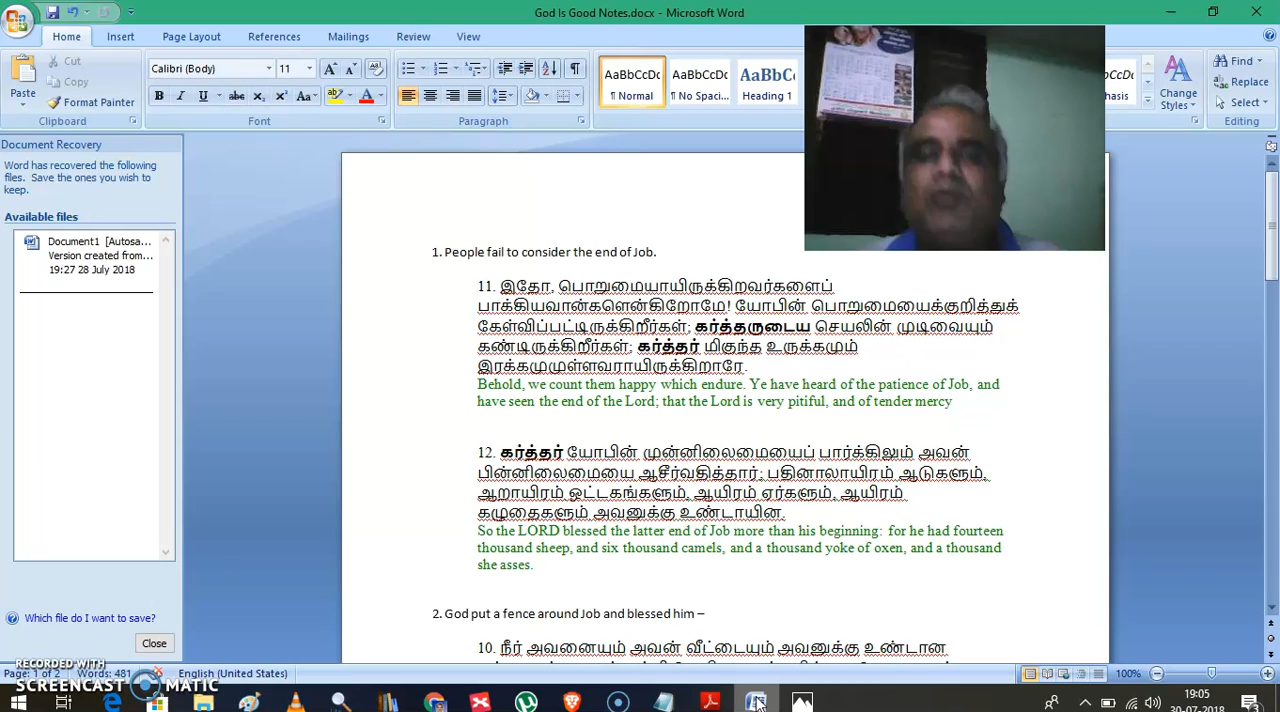 God Is Good Notes.docx - Microsoft Word
Home Insert Page Layout References Mailings Review View
Cut
Copy
Format Painter
Paste
Clipboard
Calibri (Body) 11
Font
Paragraph
AaBbCcDc AaBbCcDc AaBbCc
¶ Normal ¶ No Spaci... Heading 1
Change
Styles
Find
Replace
Select
Editing
Document Recovery
Word has recovered the following
files. Save the ones you wish to
keep.
Available files
Document1 [Autosa...
Version created from...
19:27 28 July 2018
Which file do I want to save?
Close
1. People fail to consider the end of Job.
11. இதோ, பொறுமையாயிருக்கிறவர்களைப்
பாக்கியவான்களென்கிறோமே! யோபின் பொறுமையைக்குறித்துக்
கேள்விப்பட்டிருக்கிறீர்கள்; கர்த்தருடைய செயலின் முடிவையும்
கண்டிருக்கிறீர்கள்; கர்த்தர் மிகுந்த உருக்கமும்
இரக்கமுமுள்ளவராயிருக்கிறாரே.
Behold, we count them happy which endure. Ye have heard of the patience of Job, and
have seen the end of the Lord; that the Lord is very pitiful, and of tender mercy
12. கர்த்தர் யோபின் முன்னிலைமையைப் பார்க்கிலும் அவன்
பின்னிலைமையை ஆசீர்வதித்தார்; பதினாலாயிரம் ஆடுகளும்,
ஆறாயிரம் ஒட்டகங்களும், ஆயிரம் ஏர்களும், ஆயிரம்
கழுதைகளும் அவனுக்கு உண்டாயின.
So the LORD blessed the latter end of Job more than his beginning: for he had fourteen
thousand sheep, and six thousand camels, and a thousand yoke of oxen, and a thousand
she asses.
2. God put a fence around Job and blessed him –
10. நீர் அவனையும் அவன் வீட்டையும் அவனுக்கு உண்டான
Page: 1 of 2 Words: 481 English (United States) 100%
RECORDED WITH
SCREENCAST MATIC
19:05
30-07-2018